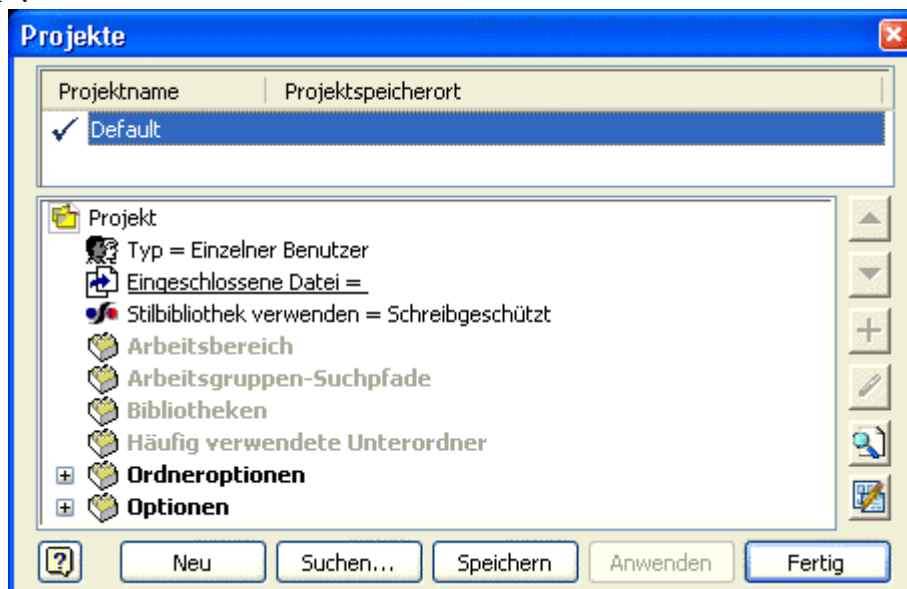 Projekte
Projektname Projektspeicherort
Default
Projekt
Typ = Einzelner Benutzer
Eingeschlossene Datei =
Stilbibliothek verwenden = Schreibgeschützt
Arbeitsbereich
Arbeitsgruppen-Suchpfade
Bibliotheken
Häufig verwendete Unterordner
Ordneroptionen
Optionen
Neu Suchen... Speichern Anwenden Fertig